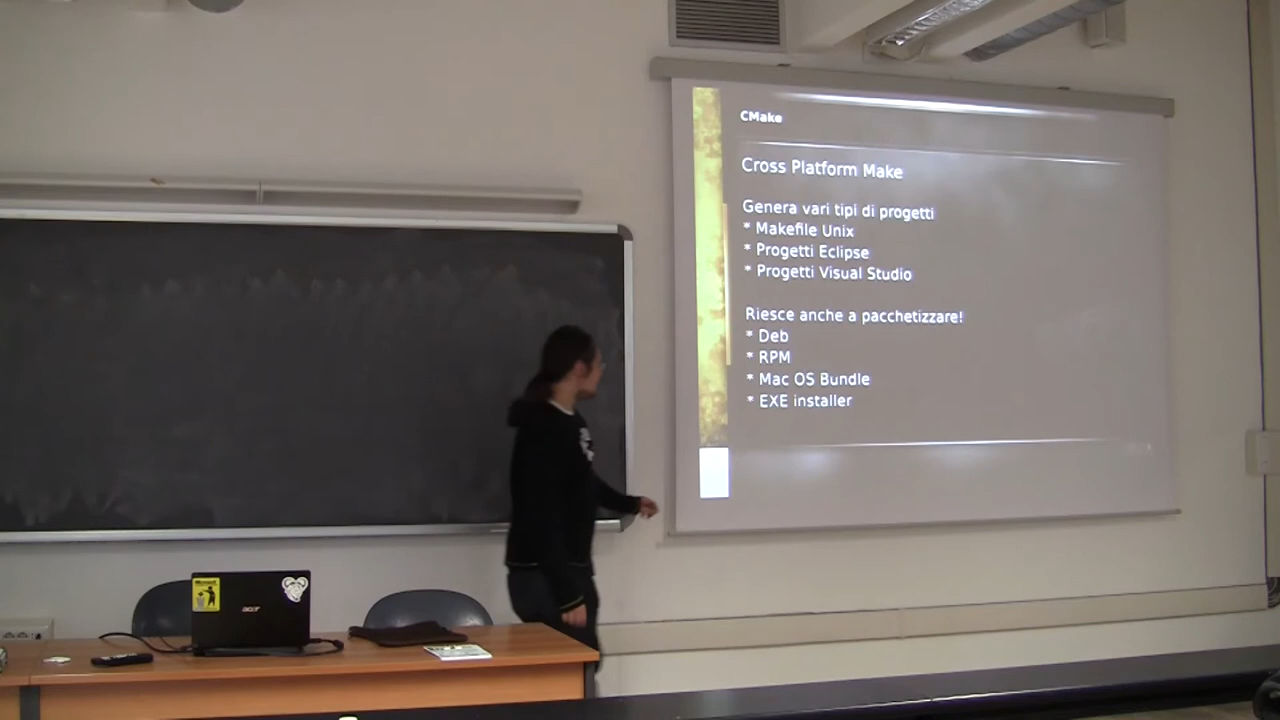 CMake
Cross Platform Make
Genera vari tipi di progetti
* Makefile Unix
* Progetti Eclipse
* Progetti Visual Studio
Riesce anche a pacchetizzare!
* Deb
* RPM
* Mac OS Bundle
* EXE installer
Microsoft
acer